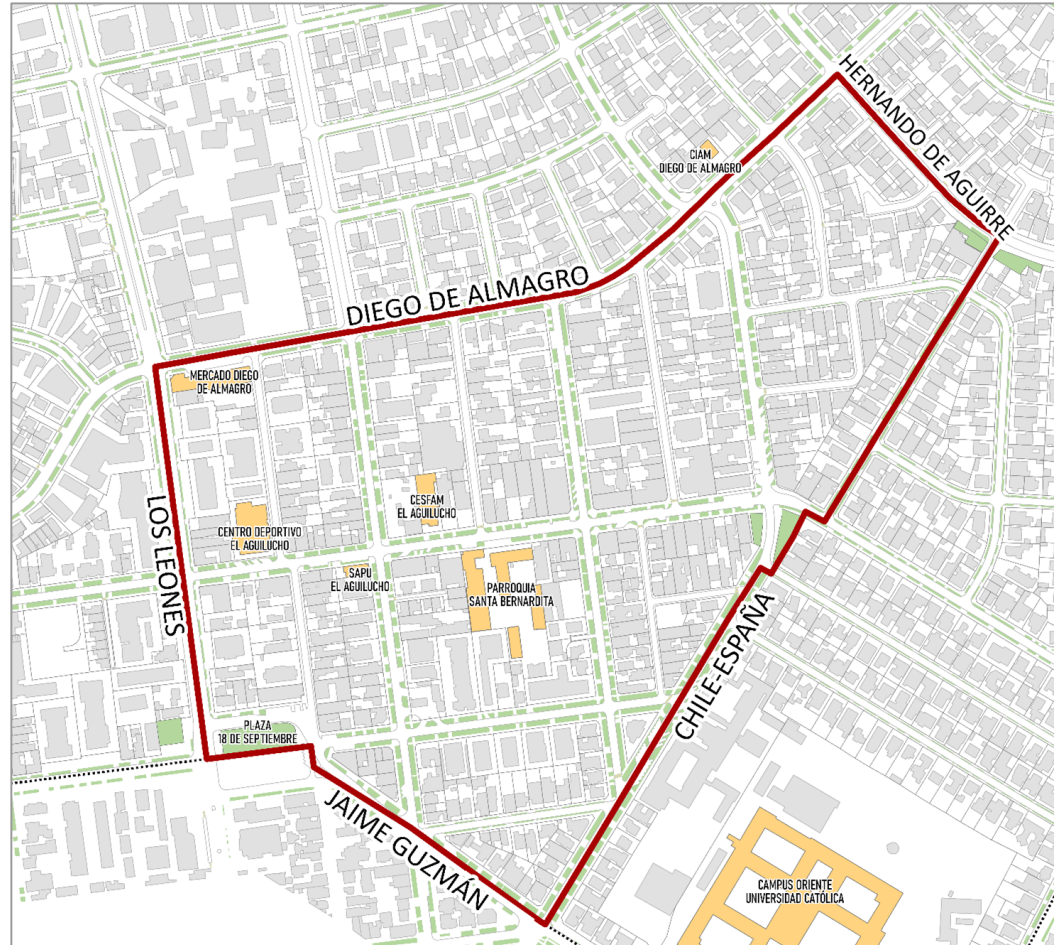 HERNANDO DE AGUIRRE
CIAM
DIEGO DE ALMAGRO
DIEGO DE ALMAGRO
MERCADO DIEGO
DE ALMAGRO
LOS LEONES
CESFAM
EL AGUILUCHO
CENTRO DEPORTIVO
EL AGUILUCHO
SAPU
EL AGUILUCHO
PARROQUIA
SANTA BERNARDITA
CHILE-ESPAÑA
PLAZA
18 DE SEPTIEMBRE
JAIME GUZMÁN
CAMPUS ORIENTE
UNIVERSIDAD CATÓLICA